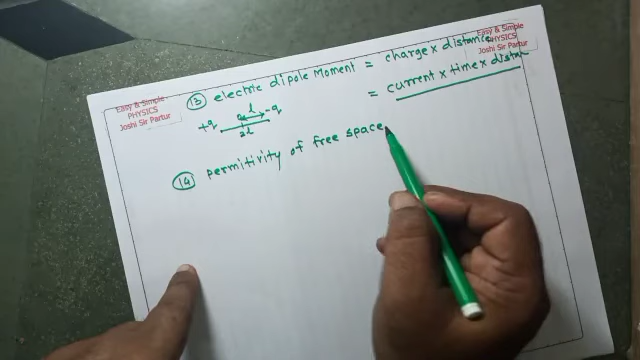 Easy & Simple
PHYSICS
Joshi Sir Partur
Easy & Simple
PHYSICS
Joshi Sir Partur
13 electric dipole Moment = charge x distance
= current x time x distan
+q l -q
2l
14 permitivity of free space